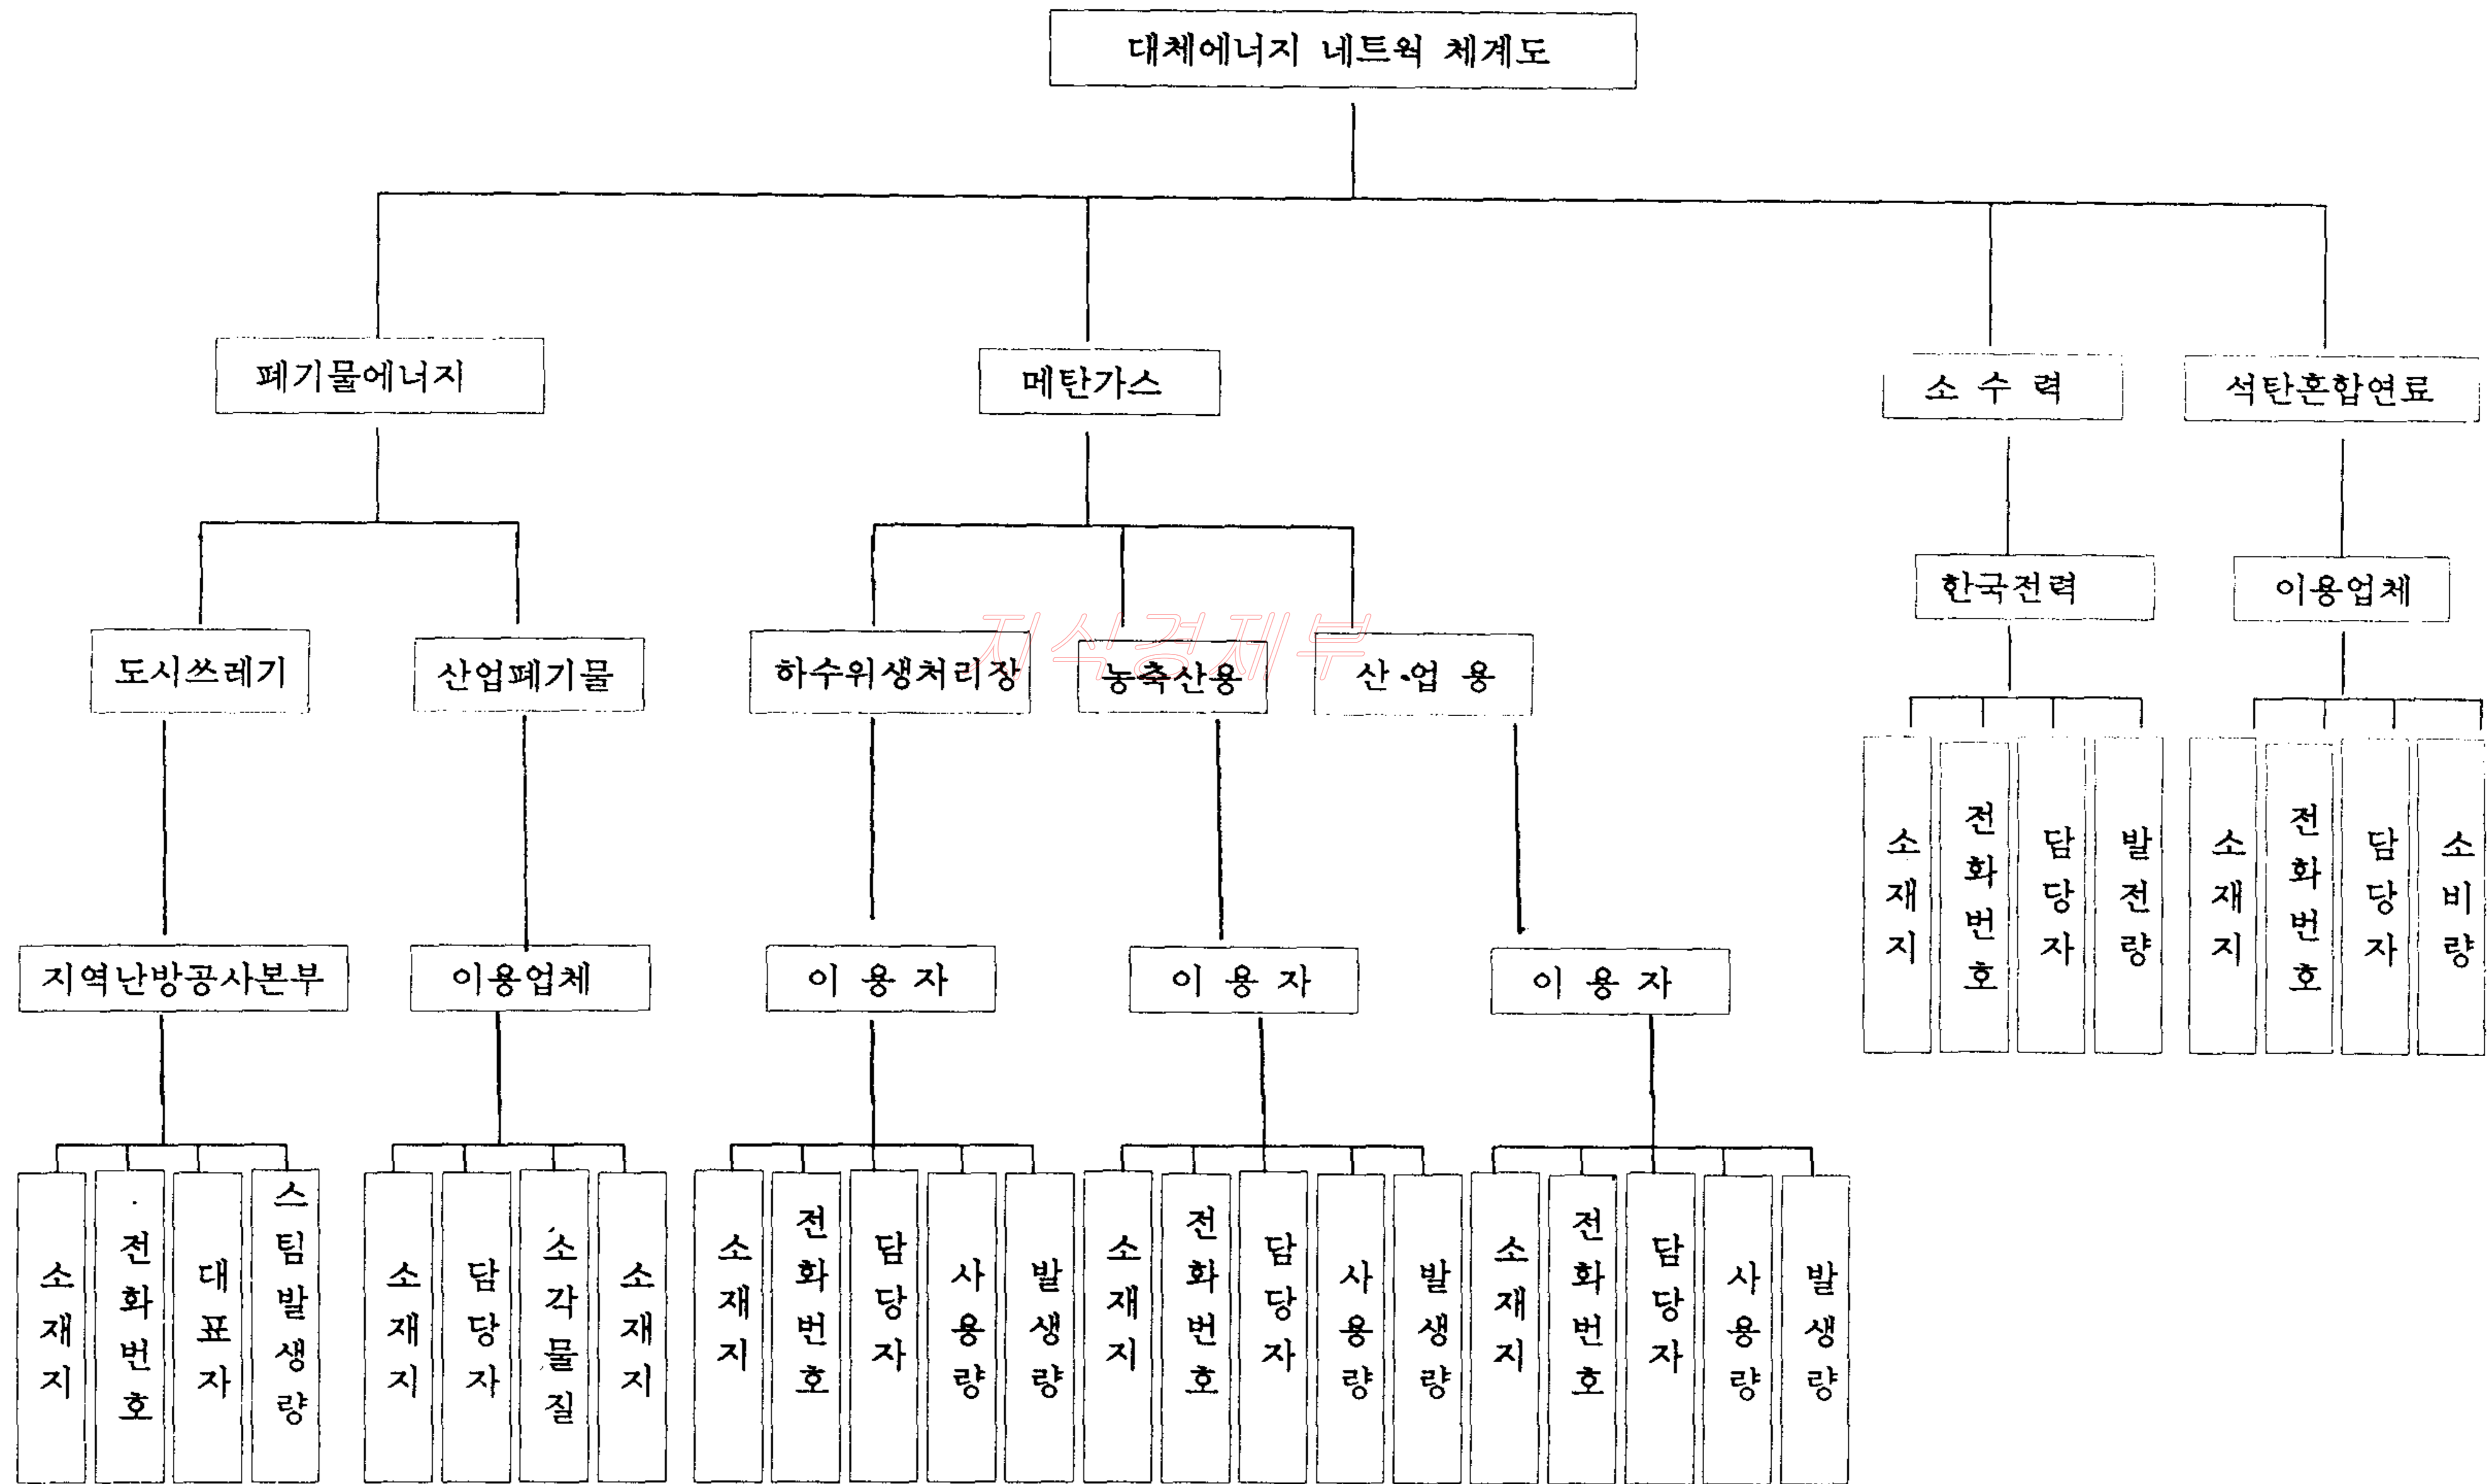 대체에너지 네트웍 체계도
폐기물에너지
메탄가스
소 수 력
석탄혼합연료
한국전력
이용업체
도시쓰레기
산업폐기물
하수위생처리장
농축산용
산업 용
지식경제부
소재지
전화번호
담당자
발전량
소재지
전화번호
담당자
소비량
지역난방공사본부
이용업체
이 용 자
이 용 자
이 용 자
소재지
전화번호
대표자
스팀발생량
소재지
담당자
소각물질
소재지
소재지
전화번호
담당자
사용량
발생량
소재지
전화번호
담당자
사용량
발생량
소재지
전화번호
담당자
사용량
발생량